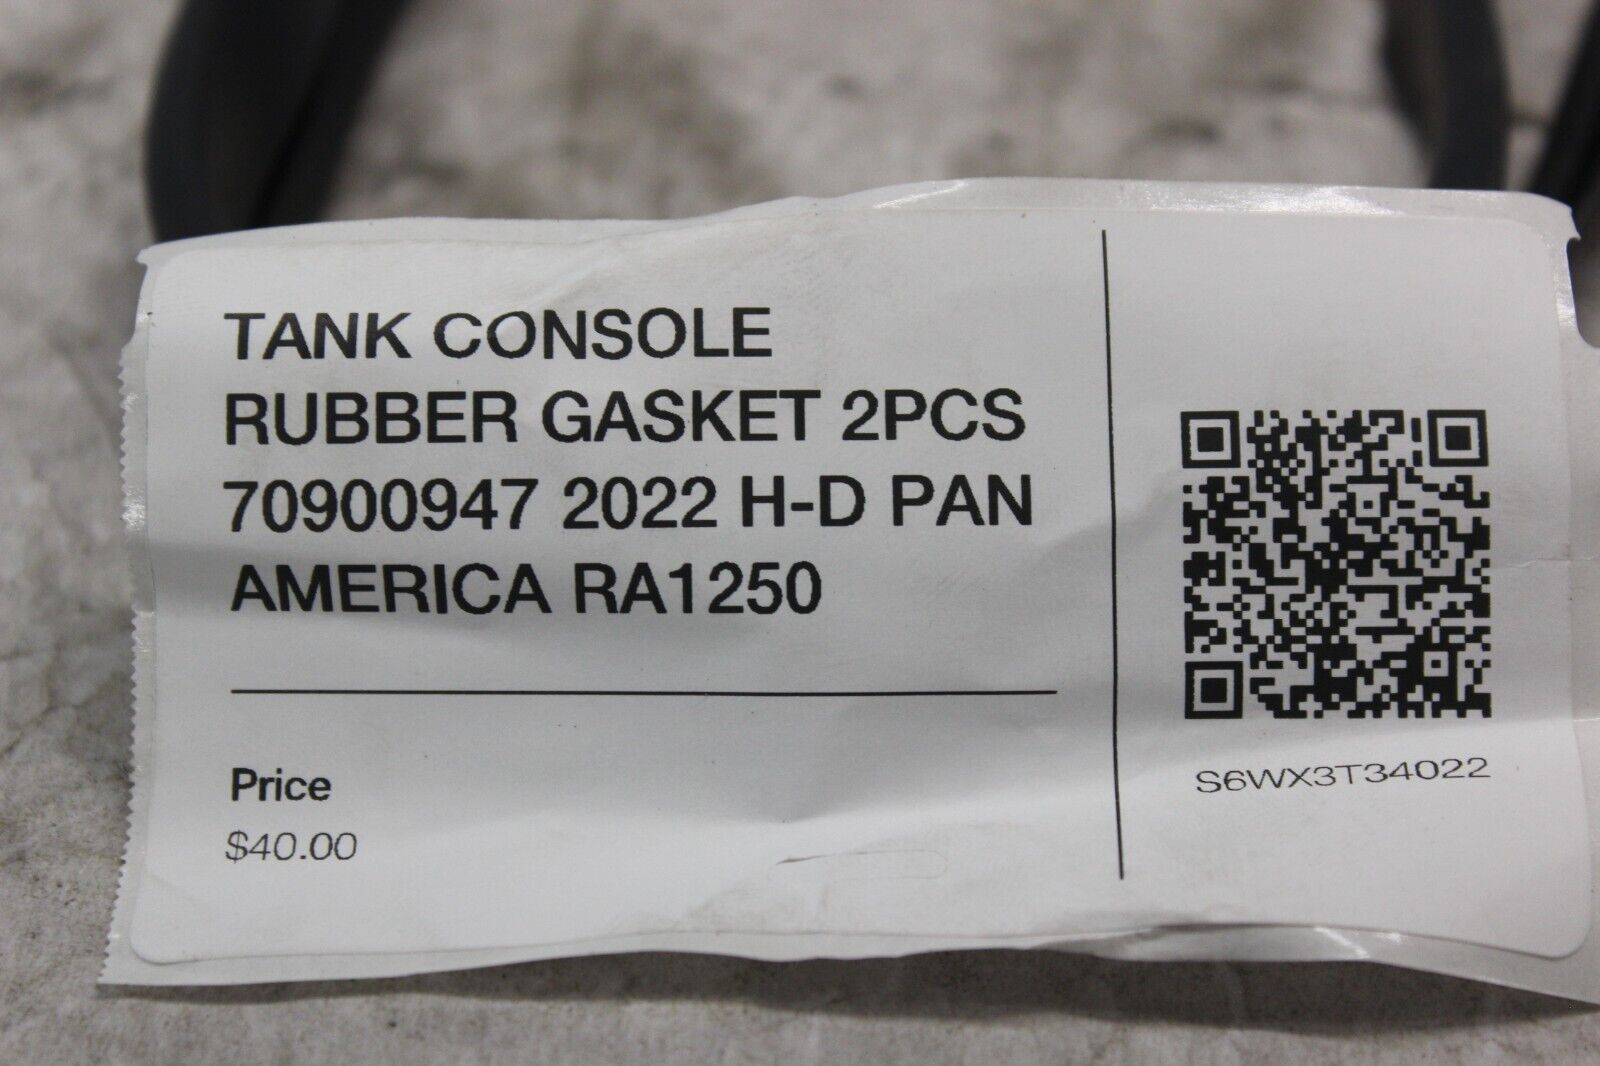 TANK CONSOLE
RUBBER GASKET 2PCS
70900947 2022 H-D PAN
AMERICA RA1250
Price
$40.00
S6WX3T34022